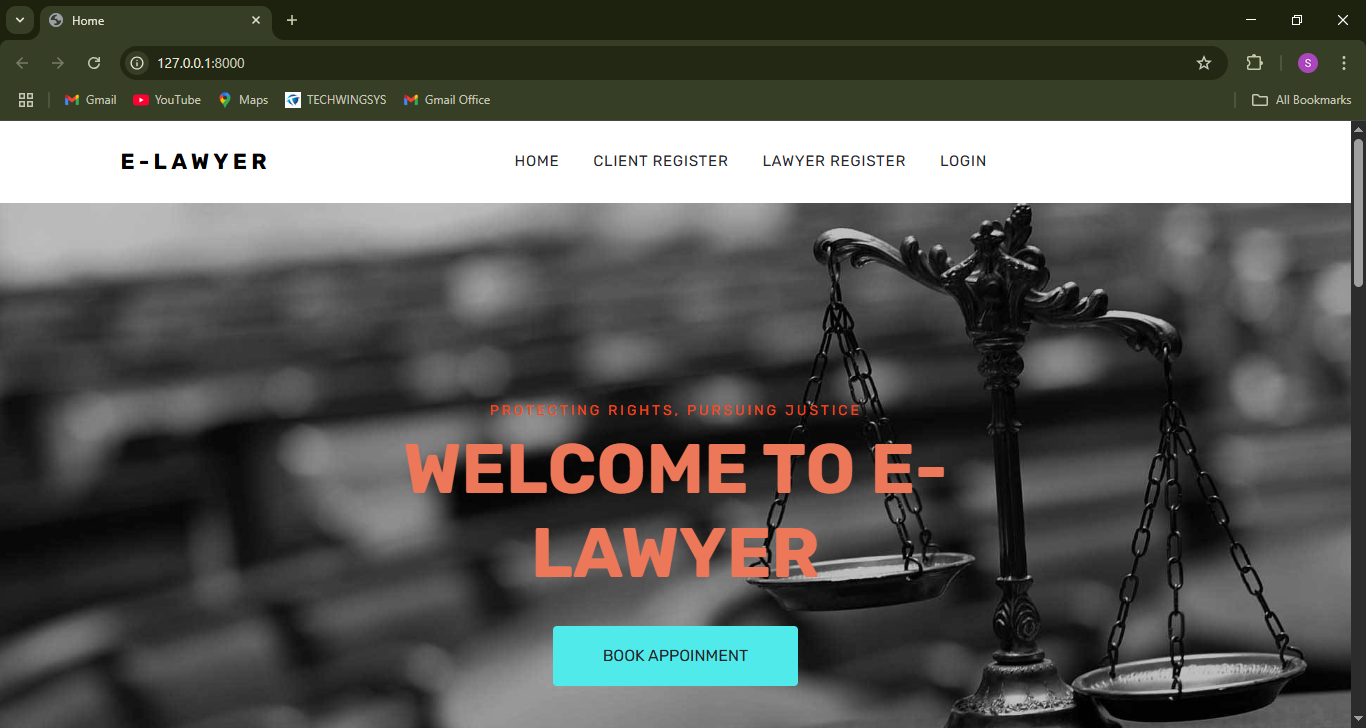 Home
127.0.0.1:8000
S
Gmail YouTube Maps TECHWINGSYS Gmail Office All Bookmarks
E-LAWYER HOME CLIENT REGISTER LAWYER REGISTER LOGIN
PROTECTING RIGHTS, PURSUING JUSTICE
WELCOME TO E-
LAWYER
BOOK APPOINMENT